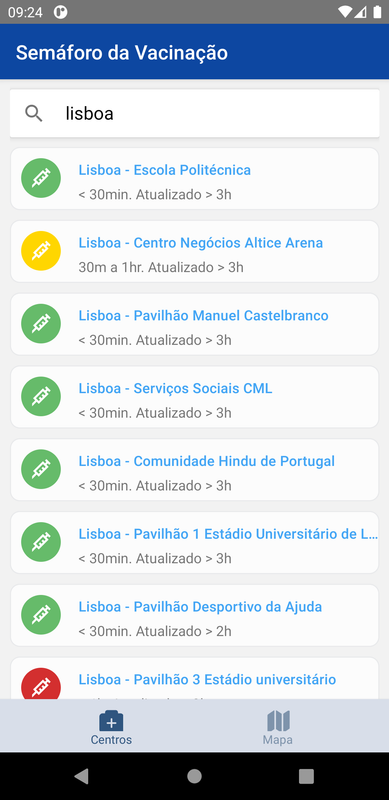 09:24
Semáforo da Vacinação
lisboa
Lisboa - Escola Politécnica
< 30min. Atualizado > 3h
Lisboa - Centro Negócios Altice Arena
30m a 1hr. Atualizado > 3h
Lisboa - Pavilhão Manuel Castelbranco
< 30min. Atualizado > 3h
Lisboa - Serviços Sociais CML
< 30min. Atualizado > 3h
Lisboa - Comunidade Hindu de Portugal
< 30min. Atualizado > 3h
Lisboa - Pavilhão 1 Estádio Universitário de L...
< 30min. Atualizado > 3h
Lisboa - Pavilhão Desportivo da Ajuda
< 30min. Atualizado > 2h
Lisboa - Pavilhão 3 Estádio universitário
Centros
Mapa